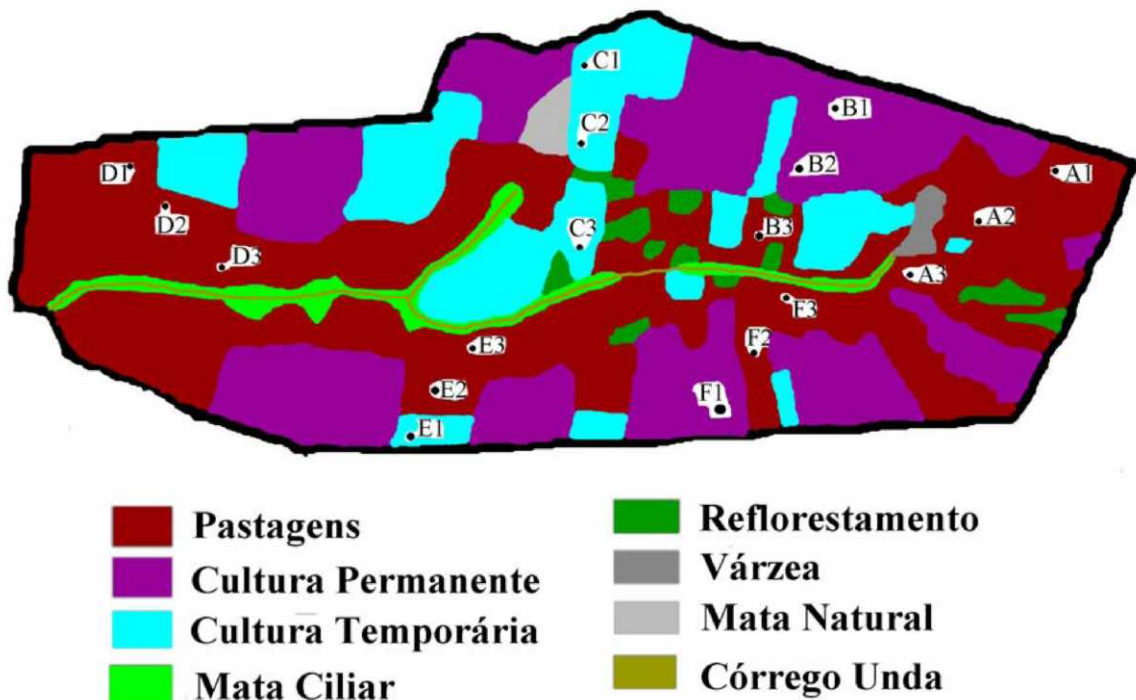 C1
B1
C2
D1
B2
A1
D2
A2
C3
B3
D3
A3
F3
E3
F2
E2
F1
E1
Pastagens
Cultura Permanente
Cultura Temporária
Mata Ciliar
Reflorestamento
Várzea
Mata Natural
Córrego Unda